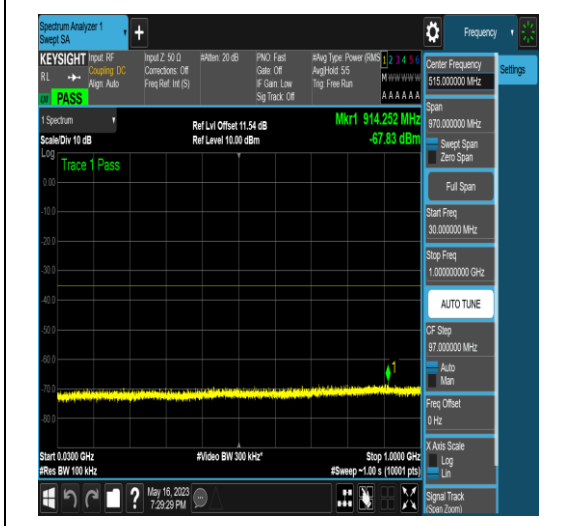 Spectrum Analyzer 1
Swept SA
+
Frequency
KEYSIGHT
RL
PASS
Input: RF
Coupling: DC
Align: Auto
Input Z: 50 Ω
Corrections: Off
Freq Ref: Int (S)
#Atten: 20 dB
PNO: Fast
Gate: Off
IF Gain: Low
Sig Track: Off
#Avg Type: Power (RMS)
Avg|Hold: 5/5
Trig: Free Run
1 2 3 4 5 6
M W W W W W
A A A A A A
Center Frequency
515.000000 MHz
Settings
Span
970.000000 MHz
Swept Span
Zero Span
Full Span
Start Freq
30.000000 MHz
Stop Freq
1.000000000 GHz
AUTO TUNE
CF Step
97.000000 MHz
Auto
Man
Freq Offset
0 Hz
X Axis Scale
Log
Lin
Signal Track
(Span Zoom)
1 Spectrum
Scale/Div 10 dB
Ref Lvl Offset 11.54 dB
Ref Level 10.00 dBm
Mkr1 914.252 MHz
-67.83 dBm
Log
Trace 1 Pass
0.00
-10.0
-20.0
-30.0
-40.0
-50.0
-60.0
-70.0
-80.0
1
Start 0.0300 GHz
#Res BW 100 kHz
#Video BW 300 kHz*
Stop 1.0000 GHz
#Sweep ~1.00 s (10001 pts)
?
May 16, 2023
7:29:29 PM